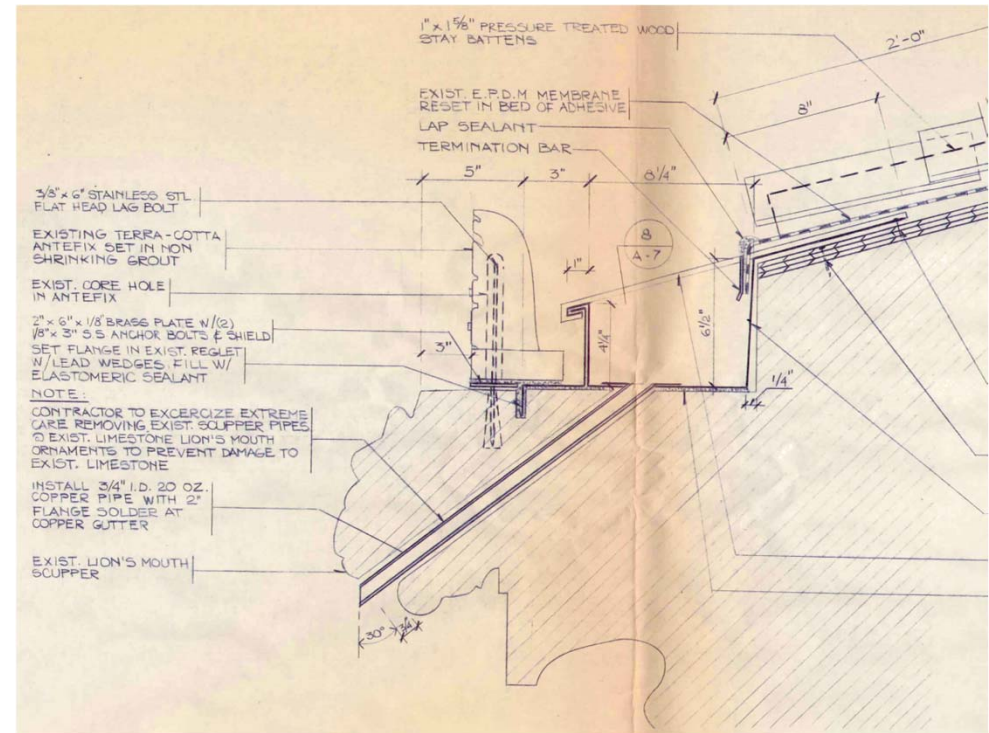 1" x 1 5/8" PRESSURE TREATED WOOD
STAY BATTENS
2'-0"
EXIST. E.P.D.M MEMBRANE
RESET IN BED OF ADHESIVE
8"
LAP SEALANT
TERMINATION BAR
5"
3"
8 1/4"
3/8" x 6" STAINLESS STL
FLAT HEAD LAG BOLT
EXISTING TERRA-COTTA
ANTEFIX SET IN NON
SHRINKING GROUT
EXIST. CORE HOLE
IN ANTEFIX
2" x 6" x 1/8" BRASS PLATE W/(2)
1/8" x 3" S.S ANCHOR BOLTS & SHIELD
SET FLANGE IN EXIST. REGLET
W/LEAD WEDGES. FILL W/
ELASTOMERIC SEALANT
8
A-7
1"
3"
4 1/4"
6 1/2"
1/4"
NOTE:
CONTRACTOR TO EXCERCIZE EXTREME
CARE REMOVING EXIST. SCUPPER PIPES
@ EXIST. LIMESTONE LION'S MOUTH
ORNAMENTS TO PREVENT DAMAGE TO
EXIST. LIMESTONE
INSTALL 3/4" I.D. 20 OZ.
COPPER PIPE WITH 2"
FLANGE SOLDER AT
COPPER GUTTER
EXIST. LION'S MOUTH
SCUPPER
30°
3/4"